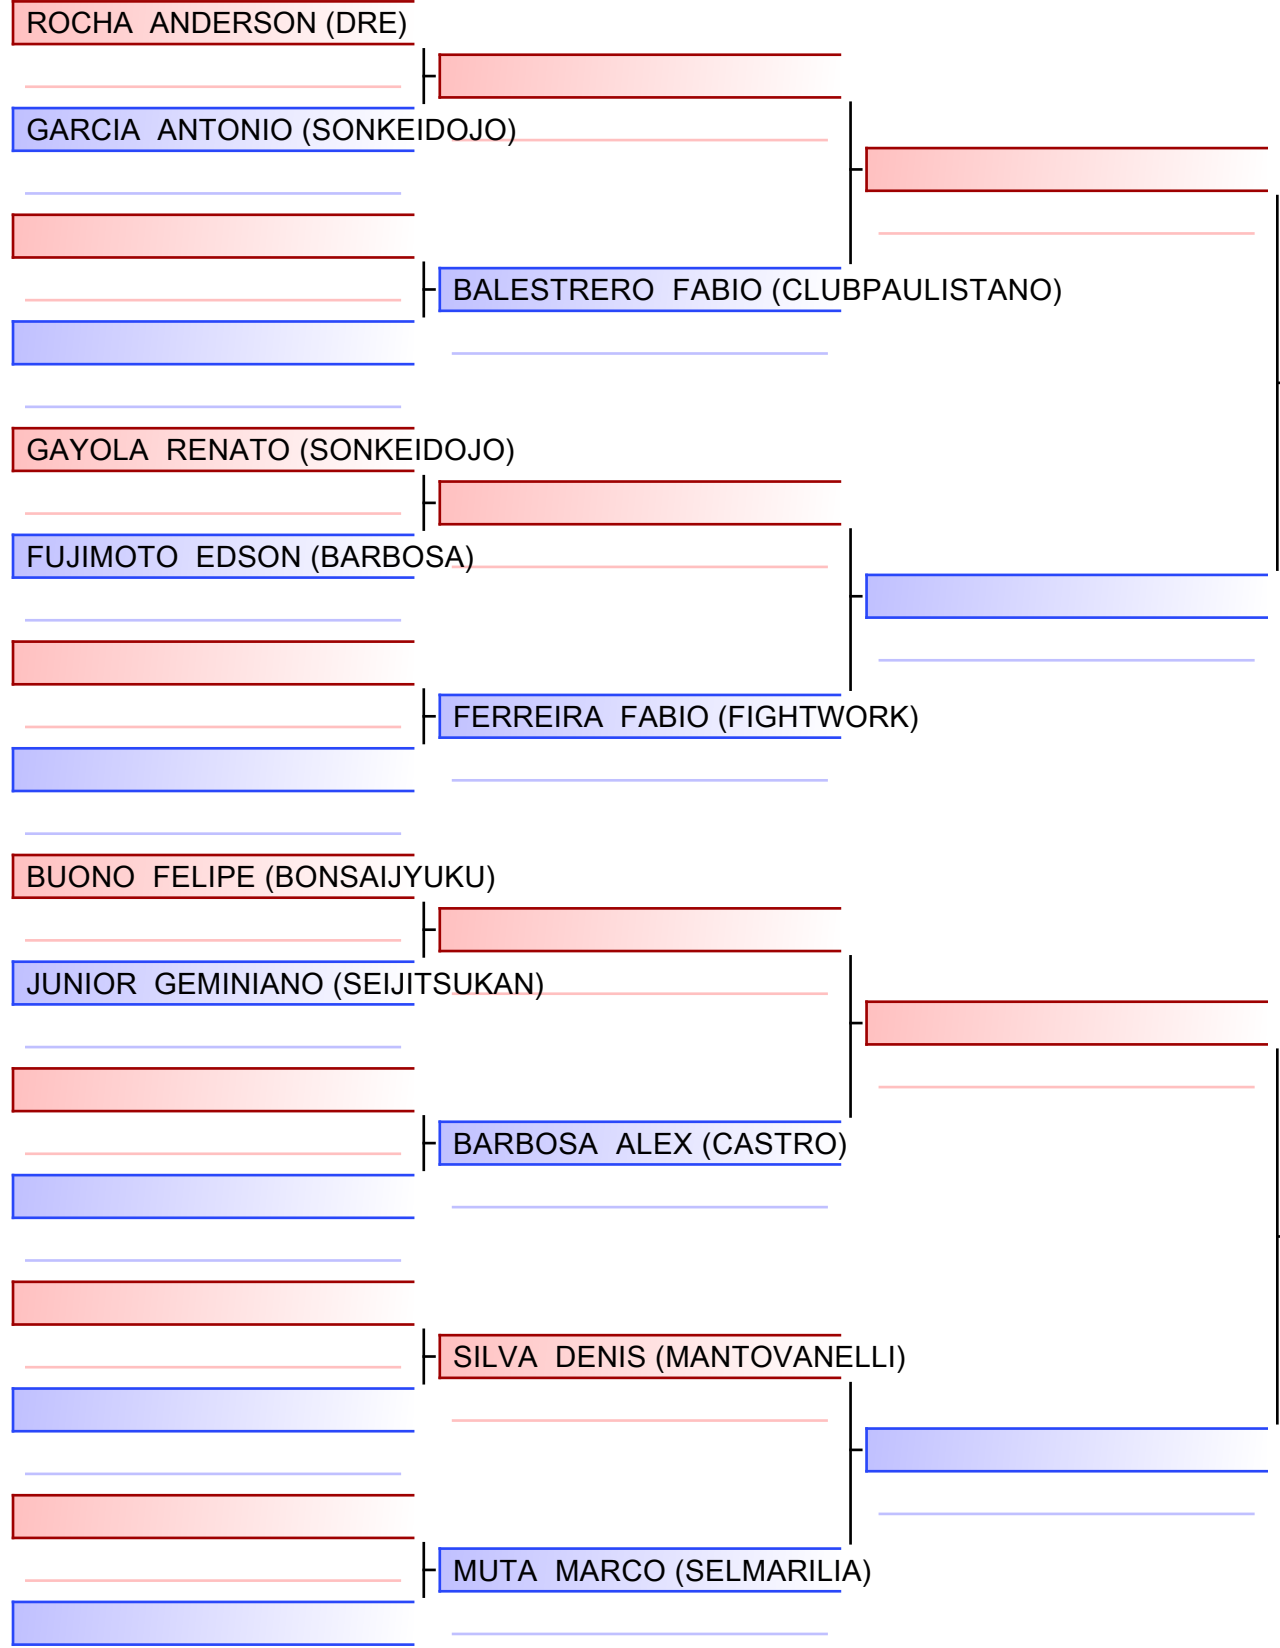 ROCHA  ANDERSON (DRE)
GARCIA  ANTONIO (SONKEIDOJO)
BALESTRERO  FABIO (CLUBPAULISTANO)
GAYOLA  RENATO (SONKEIDOJO)
FUJIMOTO  EDSON (BARBOSA)
FERREIRA  FABIO (FIGHTWORK)
BUONO  FELIPE (BONSAIJYUKU)
JUNIOR  GEMINIANO (SEIJITSUKAN)
BARBOSA  ALEX (CASTRO)
SILVA  DENIS (MANTOVANELLI)
MUTA  MARCO (SELMARILIA)